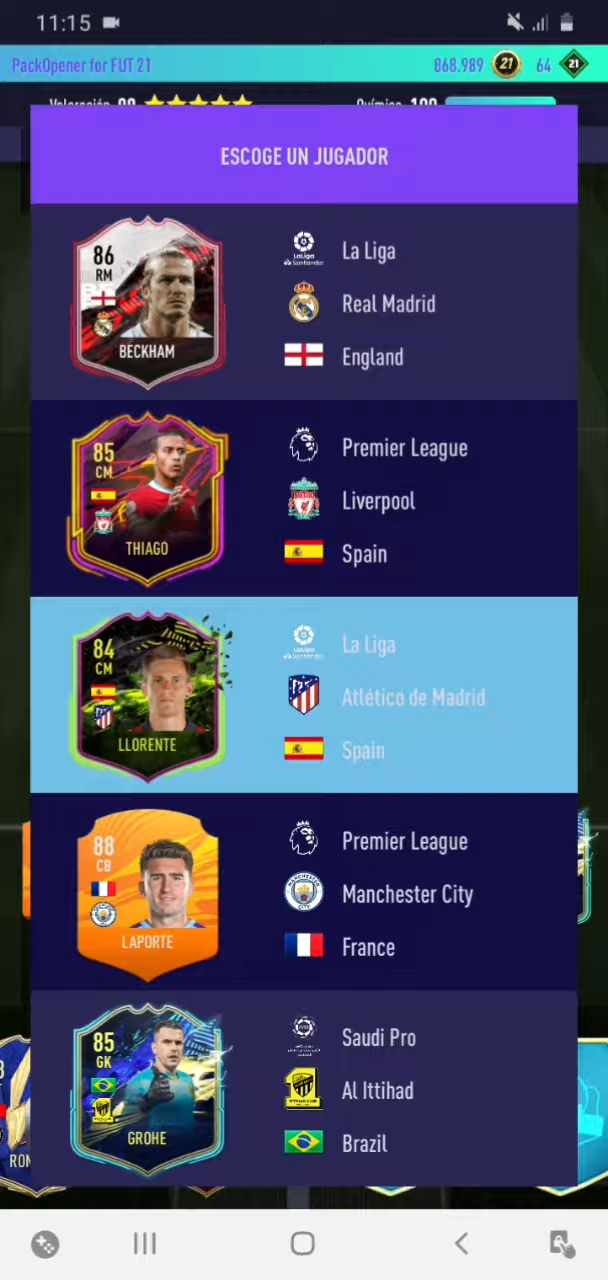 11:15
PackOpener for FUT 21 868.989 21 64 21
ESCOGE UN JUGADOR
86
RM
BECKHAM
La Liga
Real Madrid
England
85
CM
THIAGO
Premier League
Liverpool
Spain
84
CM
LLORENTE
La Liga
Atlético de Madrid
Spain
88
CB
LAPORTE
Premier League
Manchester City
France
85
GK
GROHE
Saudi Pro
Al Ittihad
Brazil